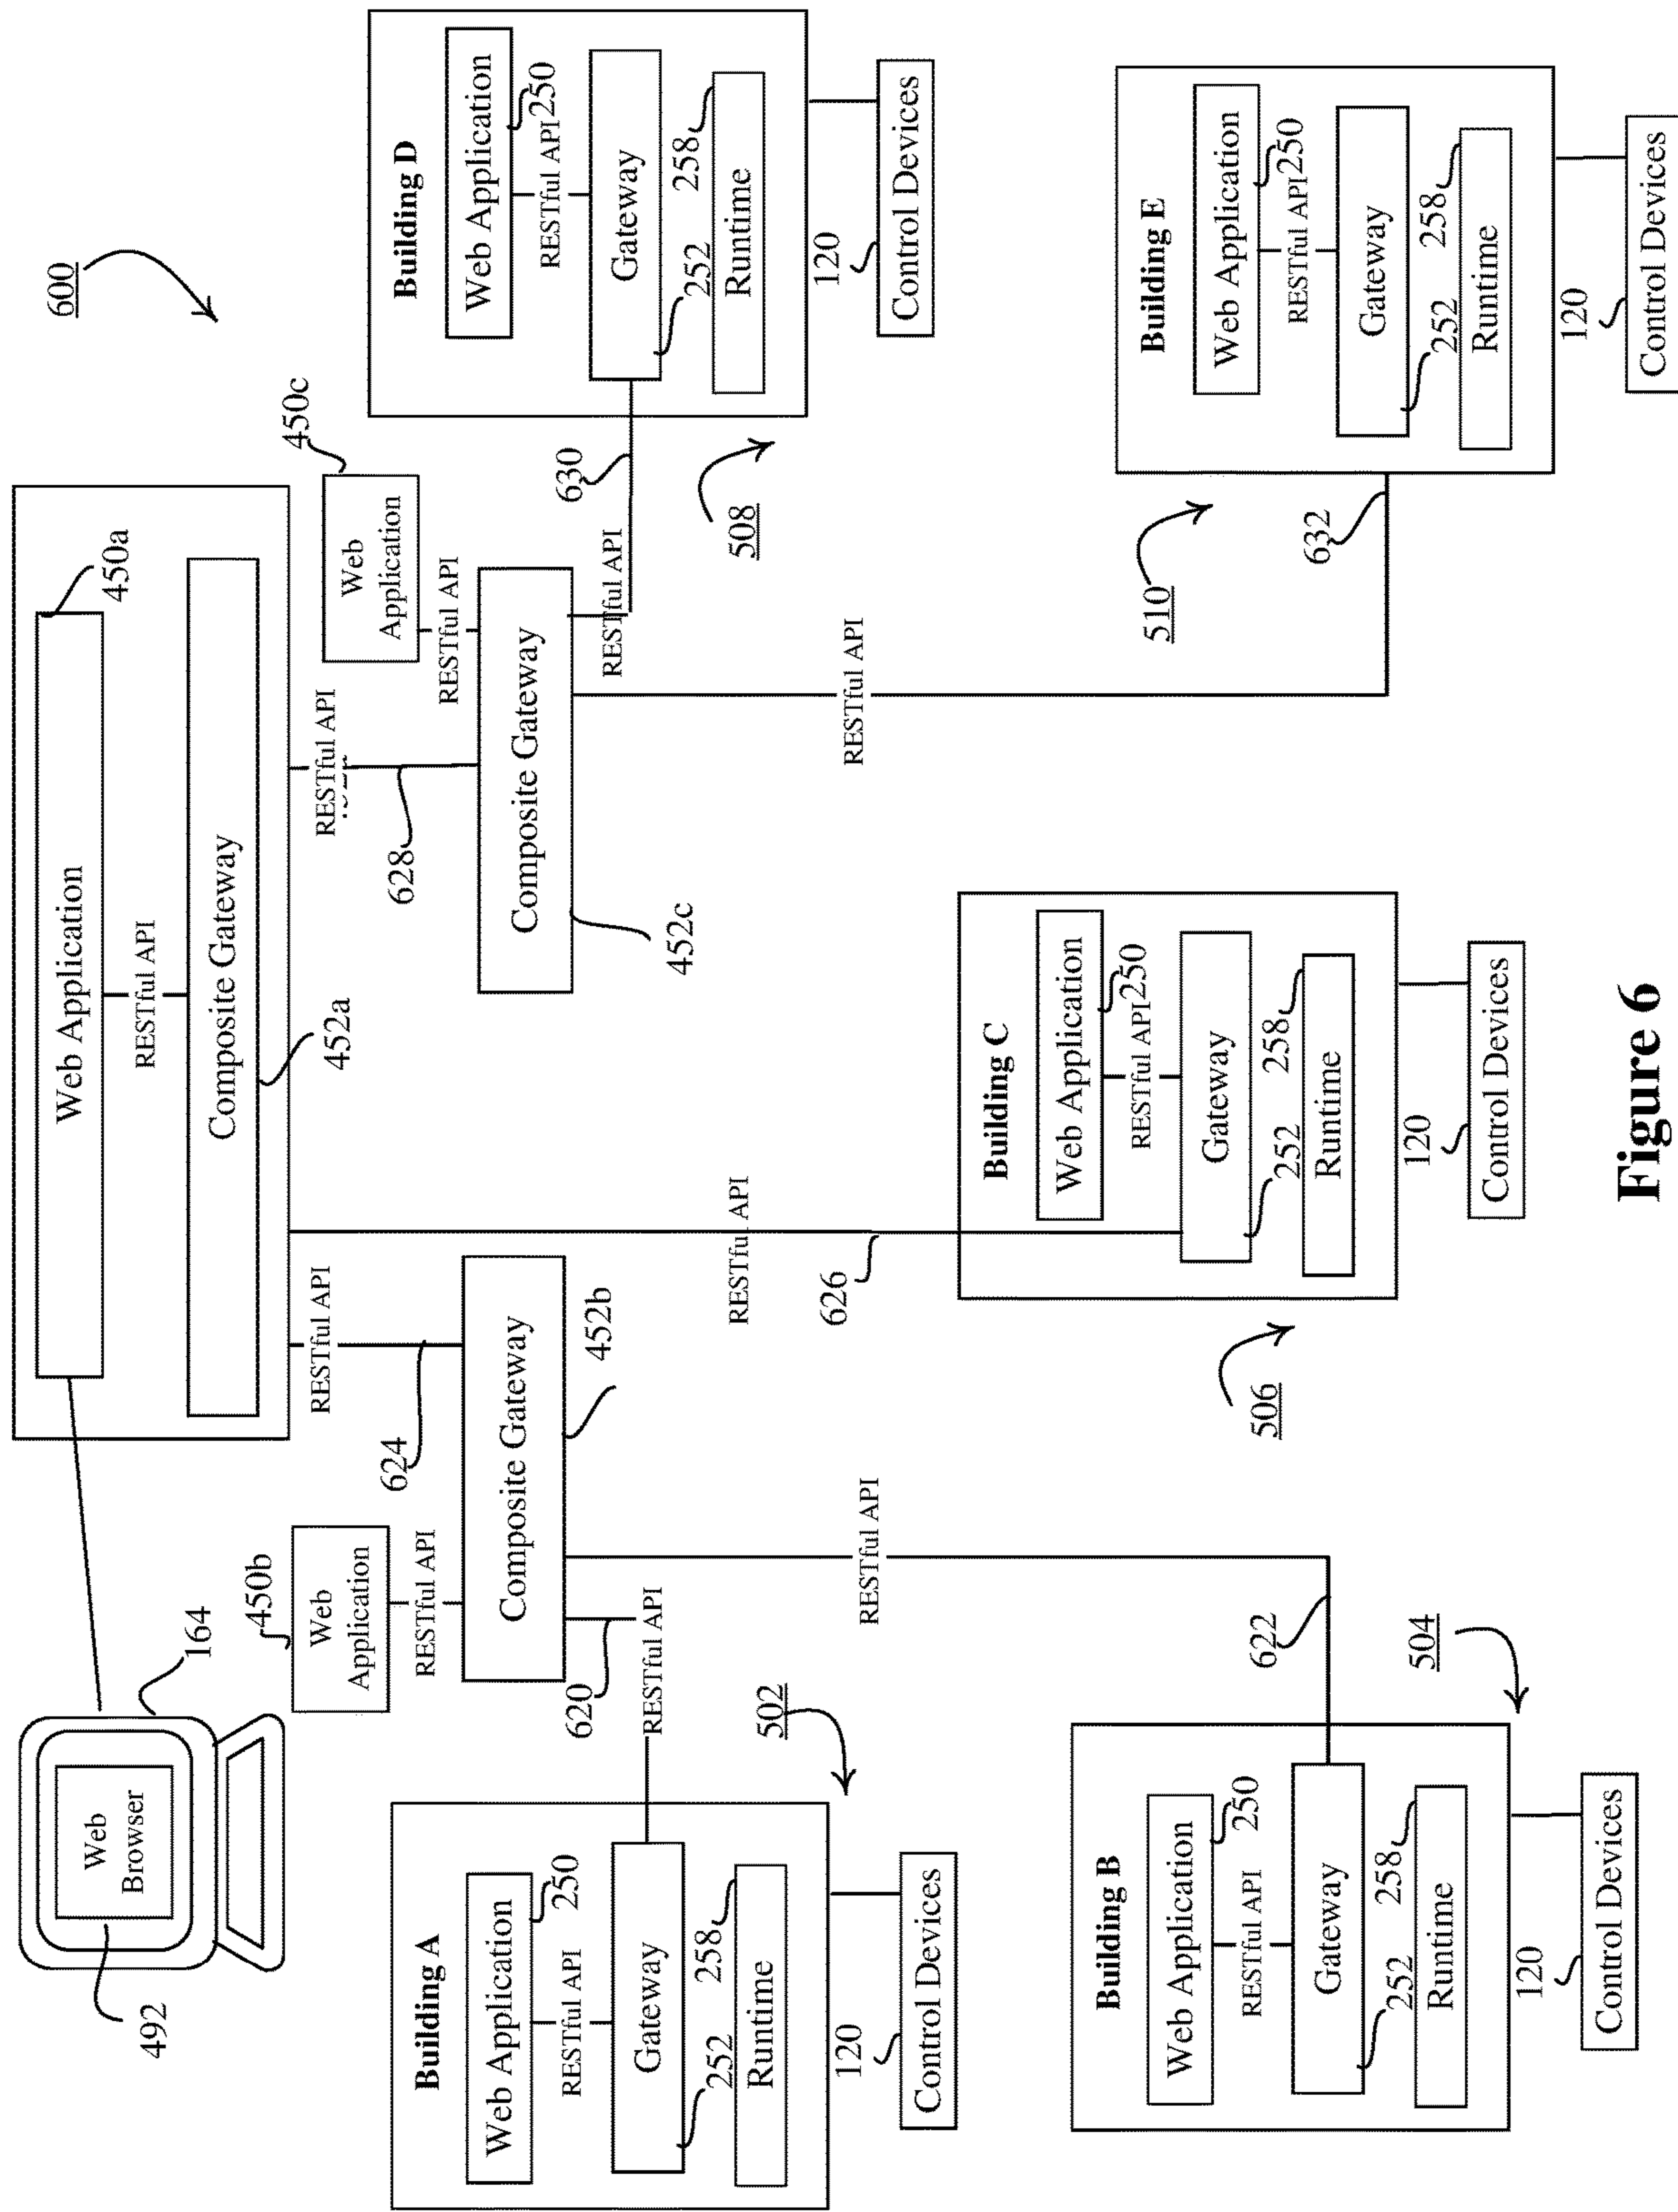 600
Web
Browser
492
164
Web Application
450a
RESTful API
Composite Gateway
452a
450b
Web
Application
RESTful API
624
RESTful API
Composite Gateway
452b
620
RESTful API
RESTful API
622
RESTful API
626
RESTful API
628
450c
Web
Application
RESTful API
Composite Gateway
452c
RESTful API
630
RESTful API
632
Building A
Web Application
250
RESTful API
Gateway
252
258
Runtime
120
Control Devices
502
Building B
Web Application
250
RESTful API
Gateway
252
258
Runtime
120
Control Devices
504
Building C
Web Application
RESTful API 250
Gateway
252
258
Runtime
120
Control Devices
506
Building D
Web Application
RESTful API 250
Gateway
252
258
Runtime
120
Control Devices
508
Building E
Web Application
RESTful API 250
Gateway
252
258
Runtime
120
Control Devices
510
Figure 6